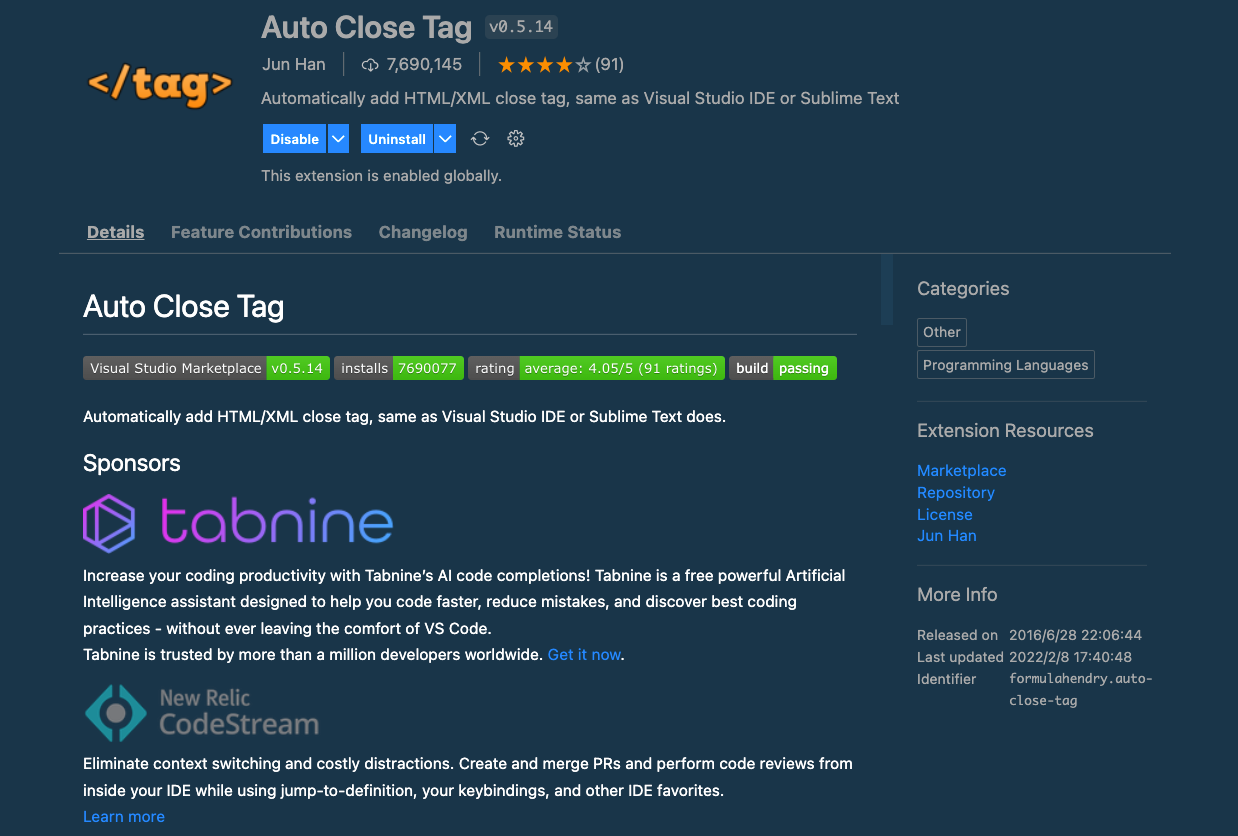 </tag>
Auto Close Tag v0.5.14
Jun Han 7,690,145 (91)
Automatically add HTML/XML close tag, same as Visual Studio IDE or Sublime Text
Disable Uninstall
This extension is enabled globally.
Details Feature Contributions Changelog Runtime Status
Auto Close Tag
Visual Studio Marketplace v0.5.14 installs 7690077 rating average: 4.05/5 (91 ratings) build passing
Automatically add HTML/XML close tag, same as Visual Studio IDE or Sublime Text does.
Sponsors
tabnine
Increase your coding productivity with Tabnine’s AI code completions! Tabnine is a free powerful Artificial
Intelligence assistant designed to help you code faster, reduce mistakes, and discover best coding
practices - without ever leaving the comfort of VS Code.
Tabnine is trusted by more than a million developers worldwide. Get it now.
New Relic
CodeStream
Eliminate context switching and costly distractions. Create and merge PRs and perform code reviews from
inside your IDE while using jump-to-definition, your keybindings, and other IDE favorites.
Learn more
Categories
Other
Programming Languages
Extension Resources
Marketplace
Repository
License
Jun Han
More Info
Released on 2016/6/28 22:06:44
Last updated 2022/2/8 17:40:48
Identifier formulahendry.auto-
close-tag